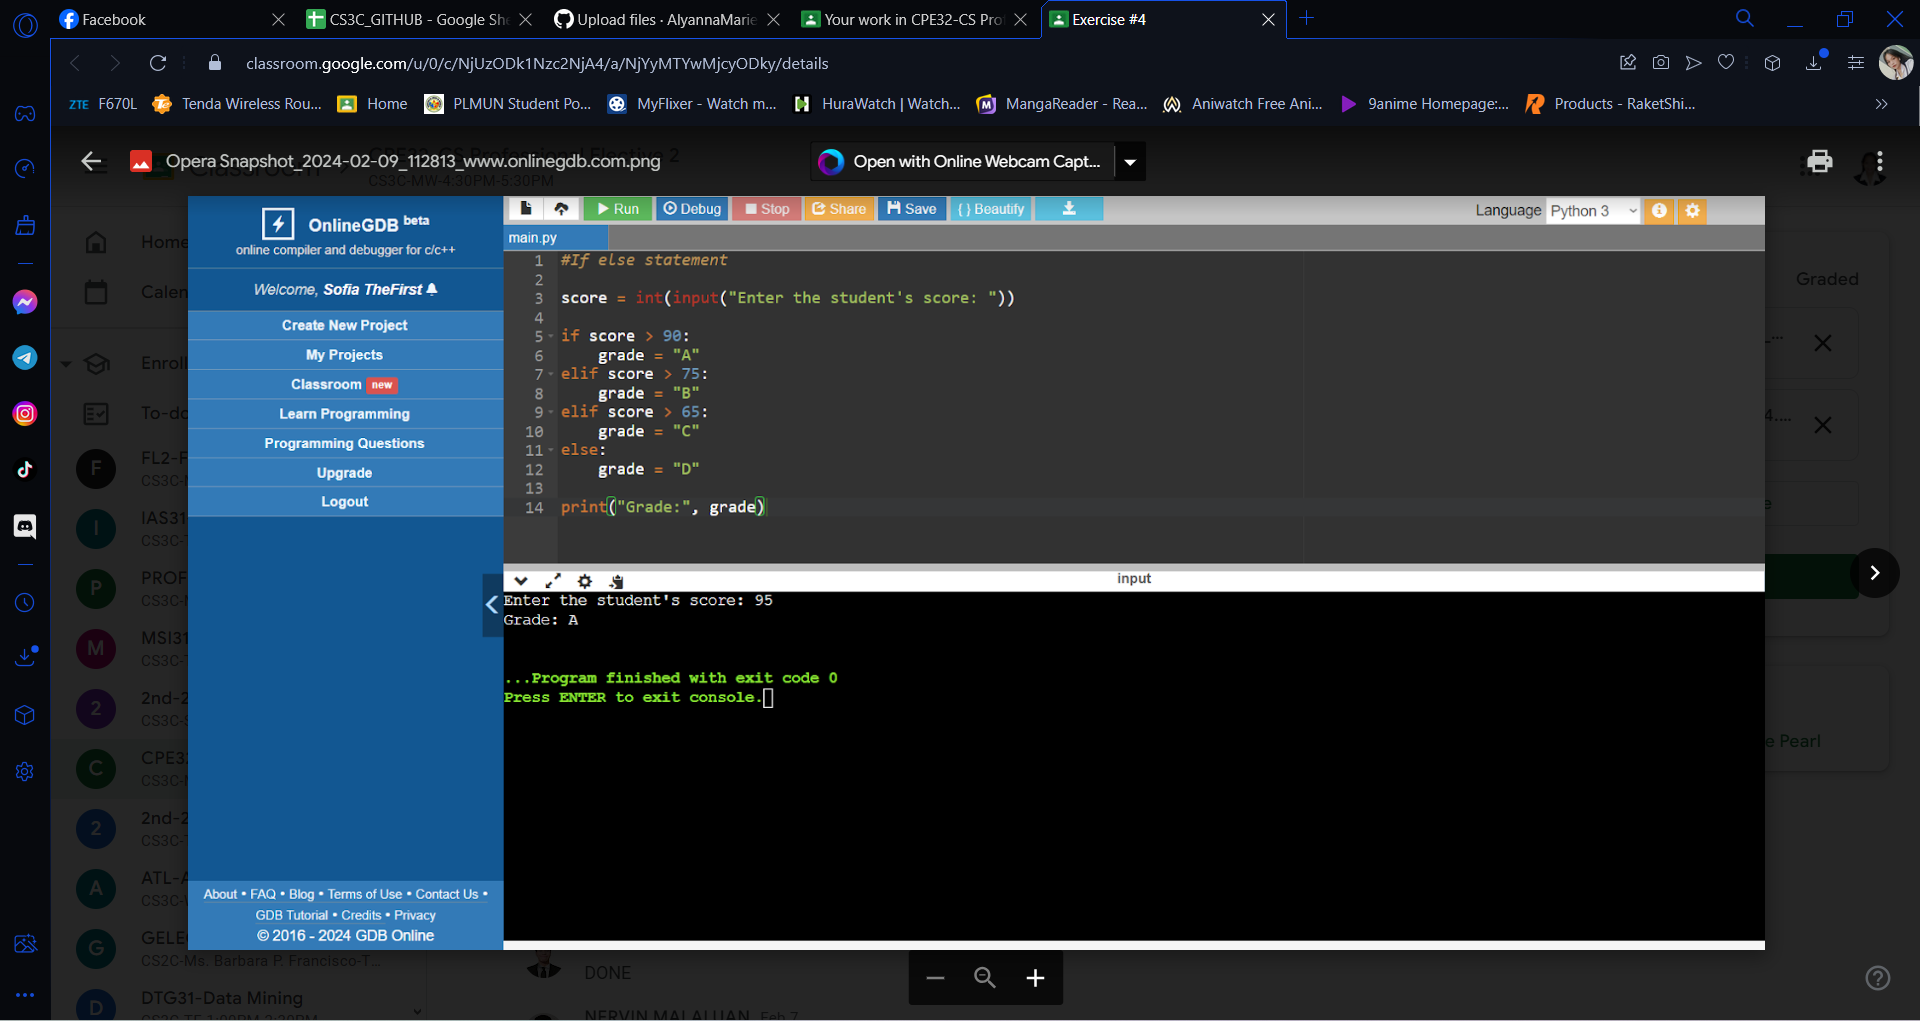 Facebook
CS3C_GITHUB - Google She
Upload files · AlyannaMarie
Your work in CPE32-CS Pro
Exercise #4
classroom.google.com/u/0/c/NjUzODk1Nzc2NjA4/a/NjYyMTYwMjcyODky/details
ZTE F670L
Tenda Wireless Rou...
Home
PLMUN Student Po...
MyFlixer - Watch m...
HuraWatch | Watch...
MangaReader - Rea...
Aniwatch Free Ani...
9anime Homepage:...
Products - RaketShi...
Opera Snapshot_2024-02-09_112813_www.onlinegdb.com.png
Open with Online Webcam Capt...
CS3C-MW-4:30PM-5:30PM
OnlineGDB beta
online compiler and debugger for c/c++
Welcome, Sofia TheFirst
Create New Project
My Projects
Classroom new
Learn Programming
Programming Questions
Upgrade
Logout
About • FAQ • Blog • Terms of Use • Contact Us •
GDB Tutorial • Credits • Privacy
© 2016 - 2024 GDB Online
Run
Debug
Stop
Share
Save
{ } Beautify
Language Python 3
main.py
1 #If else statement
2
3 score = int(input("Enter the student's score: "))
4
5 if score > 90:
6 grade = "A"
7 elif score > 75:
8 grade = "B"
9 elif score > 65:
10 grade = "C"
11 else:
12 grade = "D"
13
14 print("Grade:", grade)
input
Enter the student's score: 95
Grade: A
...Program finished with exit code 0
Press ENTER to exit console.
Home
Calen
Enroll
To-do
F FL2-F
I IAS31
P PROF
M MSI31
2 2nd-2
C CPE32
2 2nd-2
A ATL-A
G GELE
CS2C-Ms. Barbara P. Francisco-T...
D DTG31-Data Mining
Graded
e Pearl
DONE
NERVIN MALALUAN Feb 7